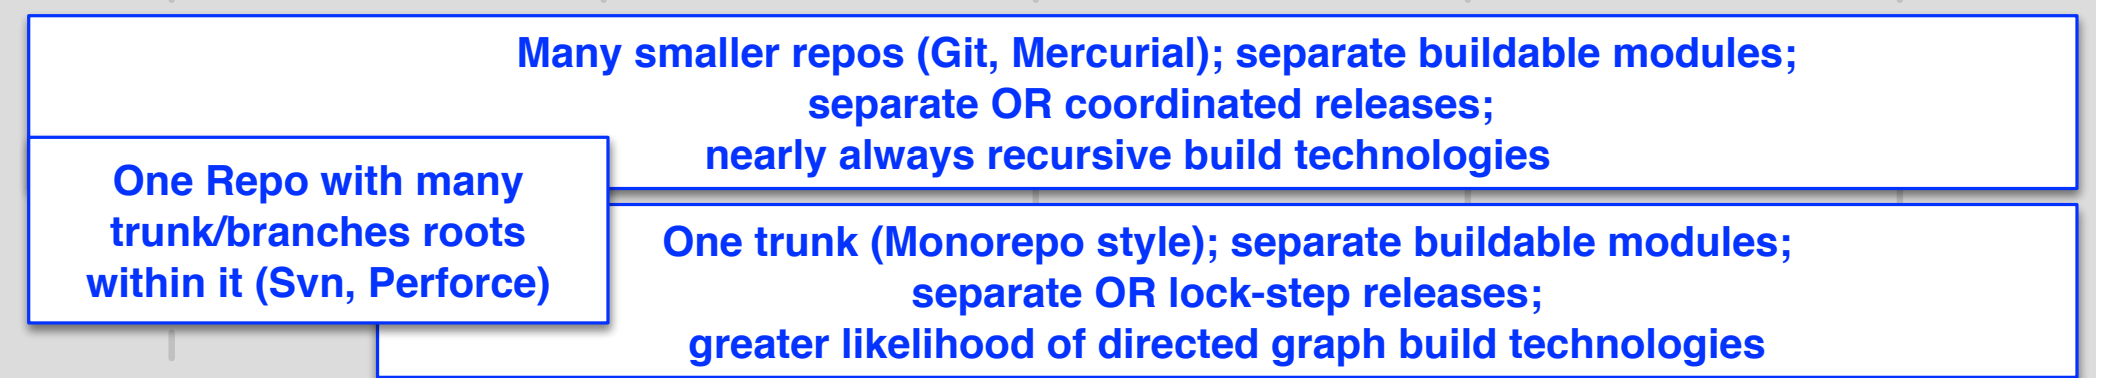 Many smaller repos (Git, Mercurial); separate buildable modules;
separate OR coordinated releases;
nearly always recursive build technologies
One Repo with many
trunk/branches roots
within it (Svn, Perforce)
One trunk (Monorepo style); separate buildable modules;
separate OR lock-step releases;
greater likelihood of directed graph build technologies